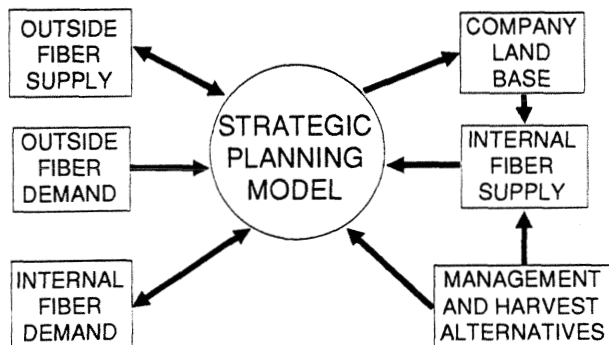 OUTSIDE
FIBER
SUPPLY
OUTSIDE
FIBER
DEMAND
INTERNAL
FIBER
DEMAND
STRATEGIC
PLANNING
MODEL
COMPANY
LAND
BASE
INTERNAL
FIBER
SUPPLY
MANAGEMENT
AND HARVEST
ALTERNATIVES